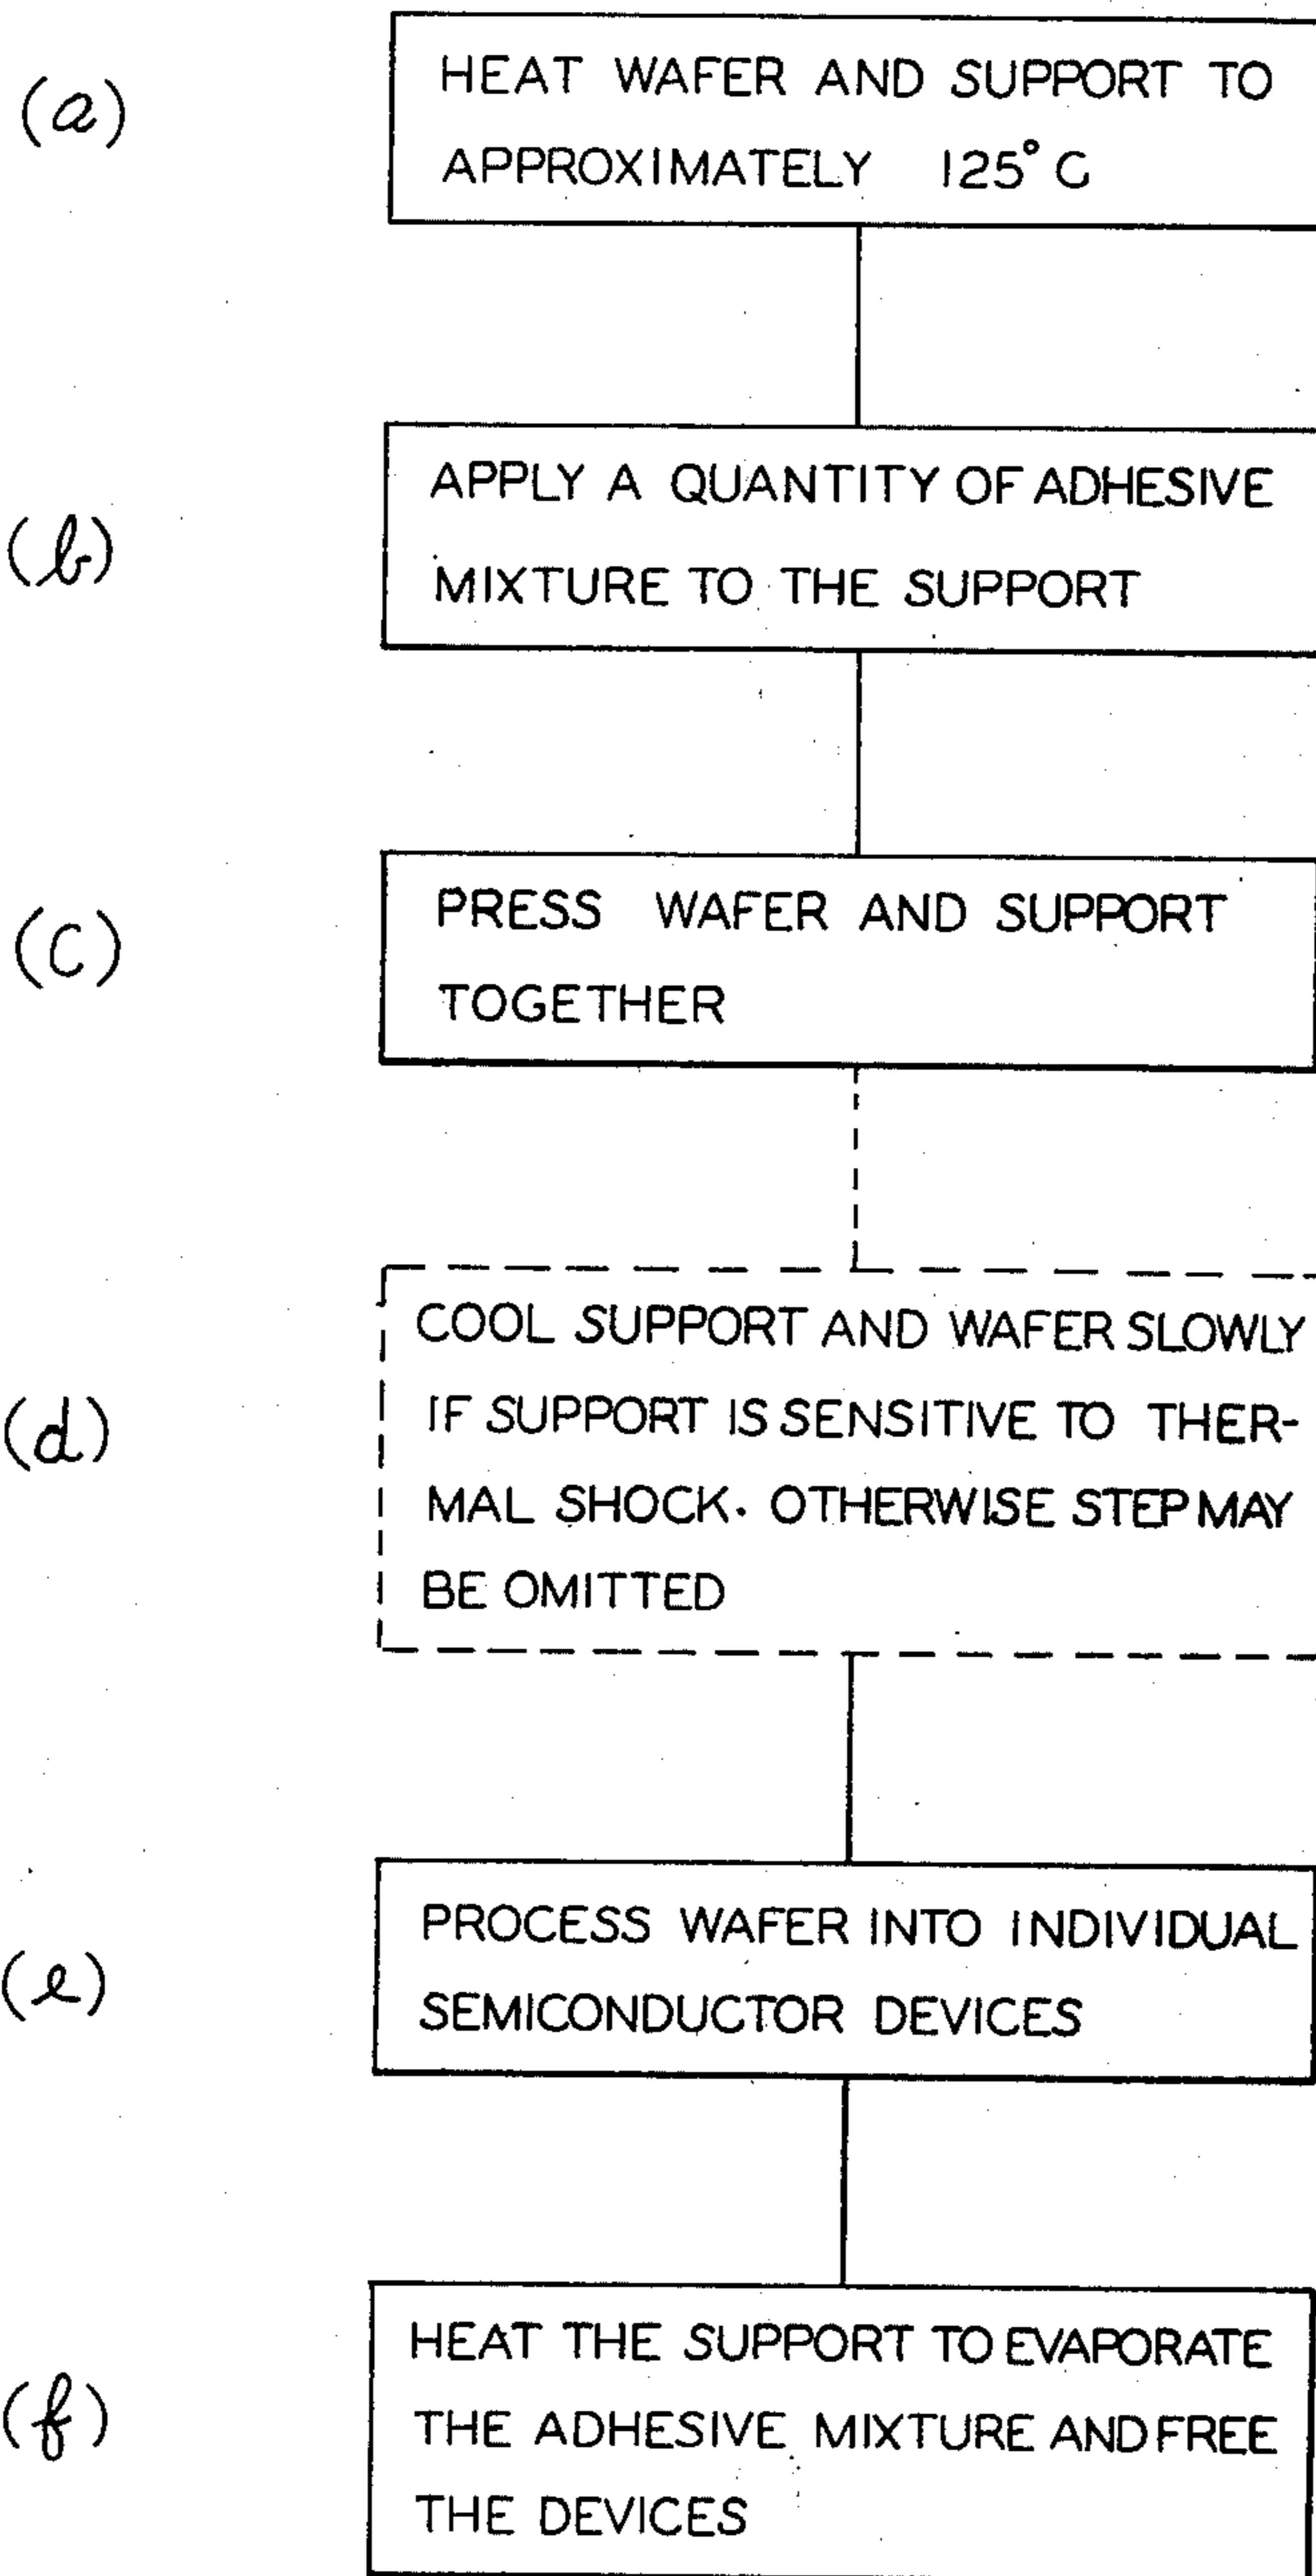 (a)
HEAT WAFER AND SUPPORT TO
APPROXIMATELY 125° C
(b)
APPLY A QUANTITY OF ADHESIVE
MIXTURE TO THE SUPPORT
(c)
PRESS WAFER AND SUPPORT
TOGETHER
(d)
COOL SUPPORT AND WAFER SLOWLY
IF SUPPORT IS SENSITIVE TO THER-
MAL SHOCK. OTHERWISE STEP MAY
BE OMITTED
(e)
PROCESS WAFER INTO INDIVIDUAL
SEMICONDUCTOR DEVICES
(f)
HEAT THE SUPPORT TO EVAPORATE
THE ADHESIVE MIXTURE AND FREE
THE DEVICES